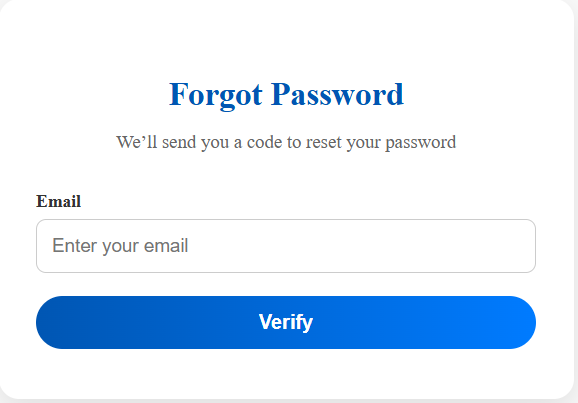 Forgot Password
We’ll send you a code to reset your password
Email
Enter your email
Verify